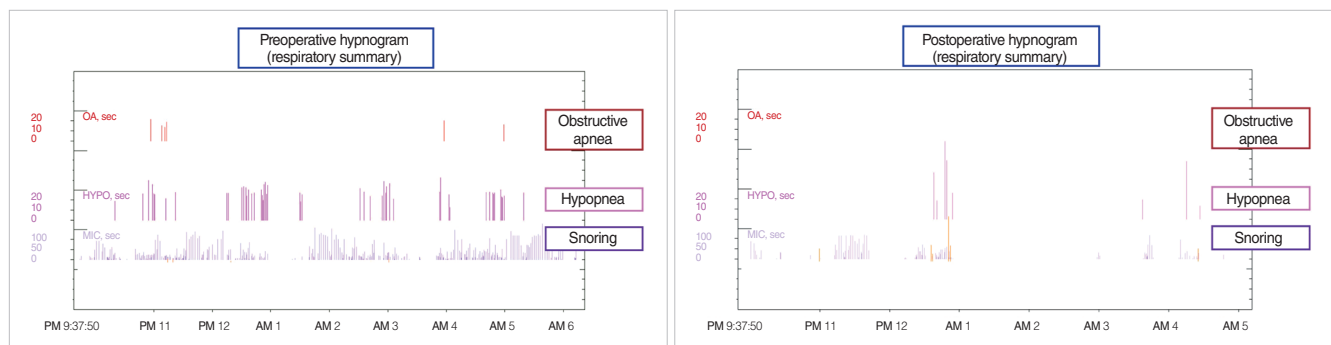 Preoperative hypnogram
(respiratory summary)
20
10
0
OA, sec
Obstructive
apnea
20
10
0
HYPO, sec
Hypopnea
100
50
0
MIC, sec
Snoring
PM 9:37:50 PM 11 PM 12 AM 1 AM 2 AM 3 AM 4 AM 5 AM 6
Postoperative hypnogram
(respiratory summary)
20
10
0
OA, sec
Obstructive
apnea
20
10
0
HYPO, sec
Hypopnea
100
50
0
MIC, sec
Snoring
PM 9:37:50 PM 11 PM 12 AM 1 AM 2 AM 3 AM 4 AM 5